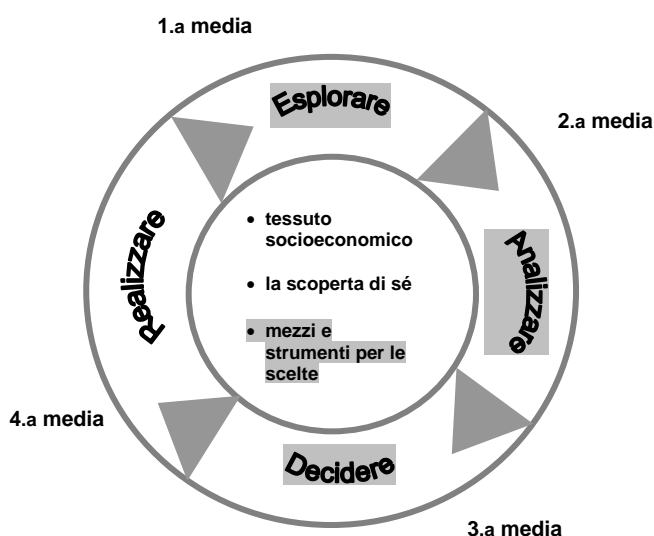 1.a media
Esplorare
2.a media
Realizzare
• tessuto
socioeconomico
• la scoperta di sé
• mezzi e
strumenti per le
scelte
Analizzare
4.a media
Decidere
3.a media